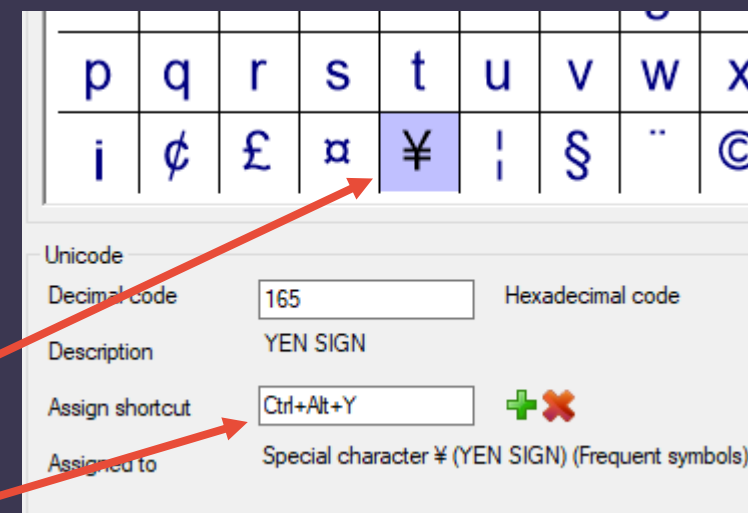 p q r s t u v w x
¡ ¢ £ ¤ ¥ ¦ § ¨ ©
Unicode
Decimal code 165 Hexadecimal code
Description YEN SIGN
Assign shortcut Ctrl+Alt+Y
Assigned to Special character ¥ (YEN SIGN) (Frequent symbols)